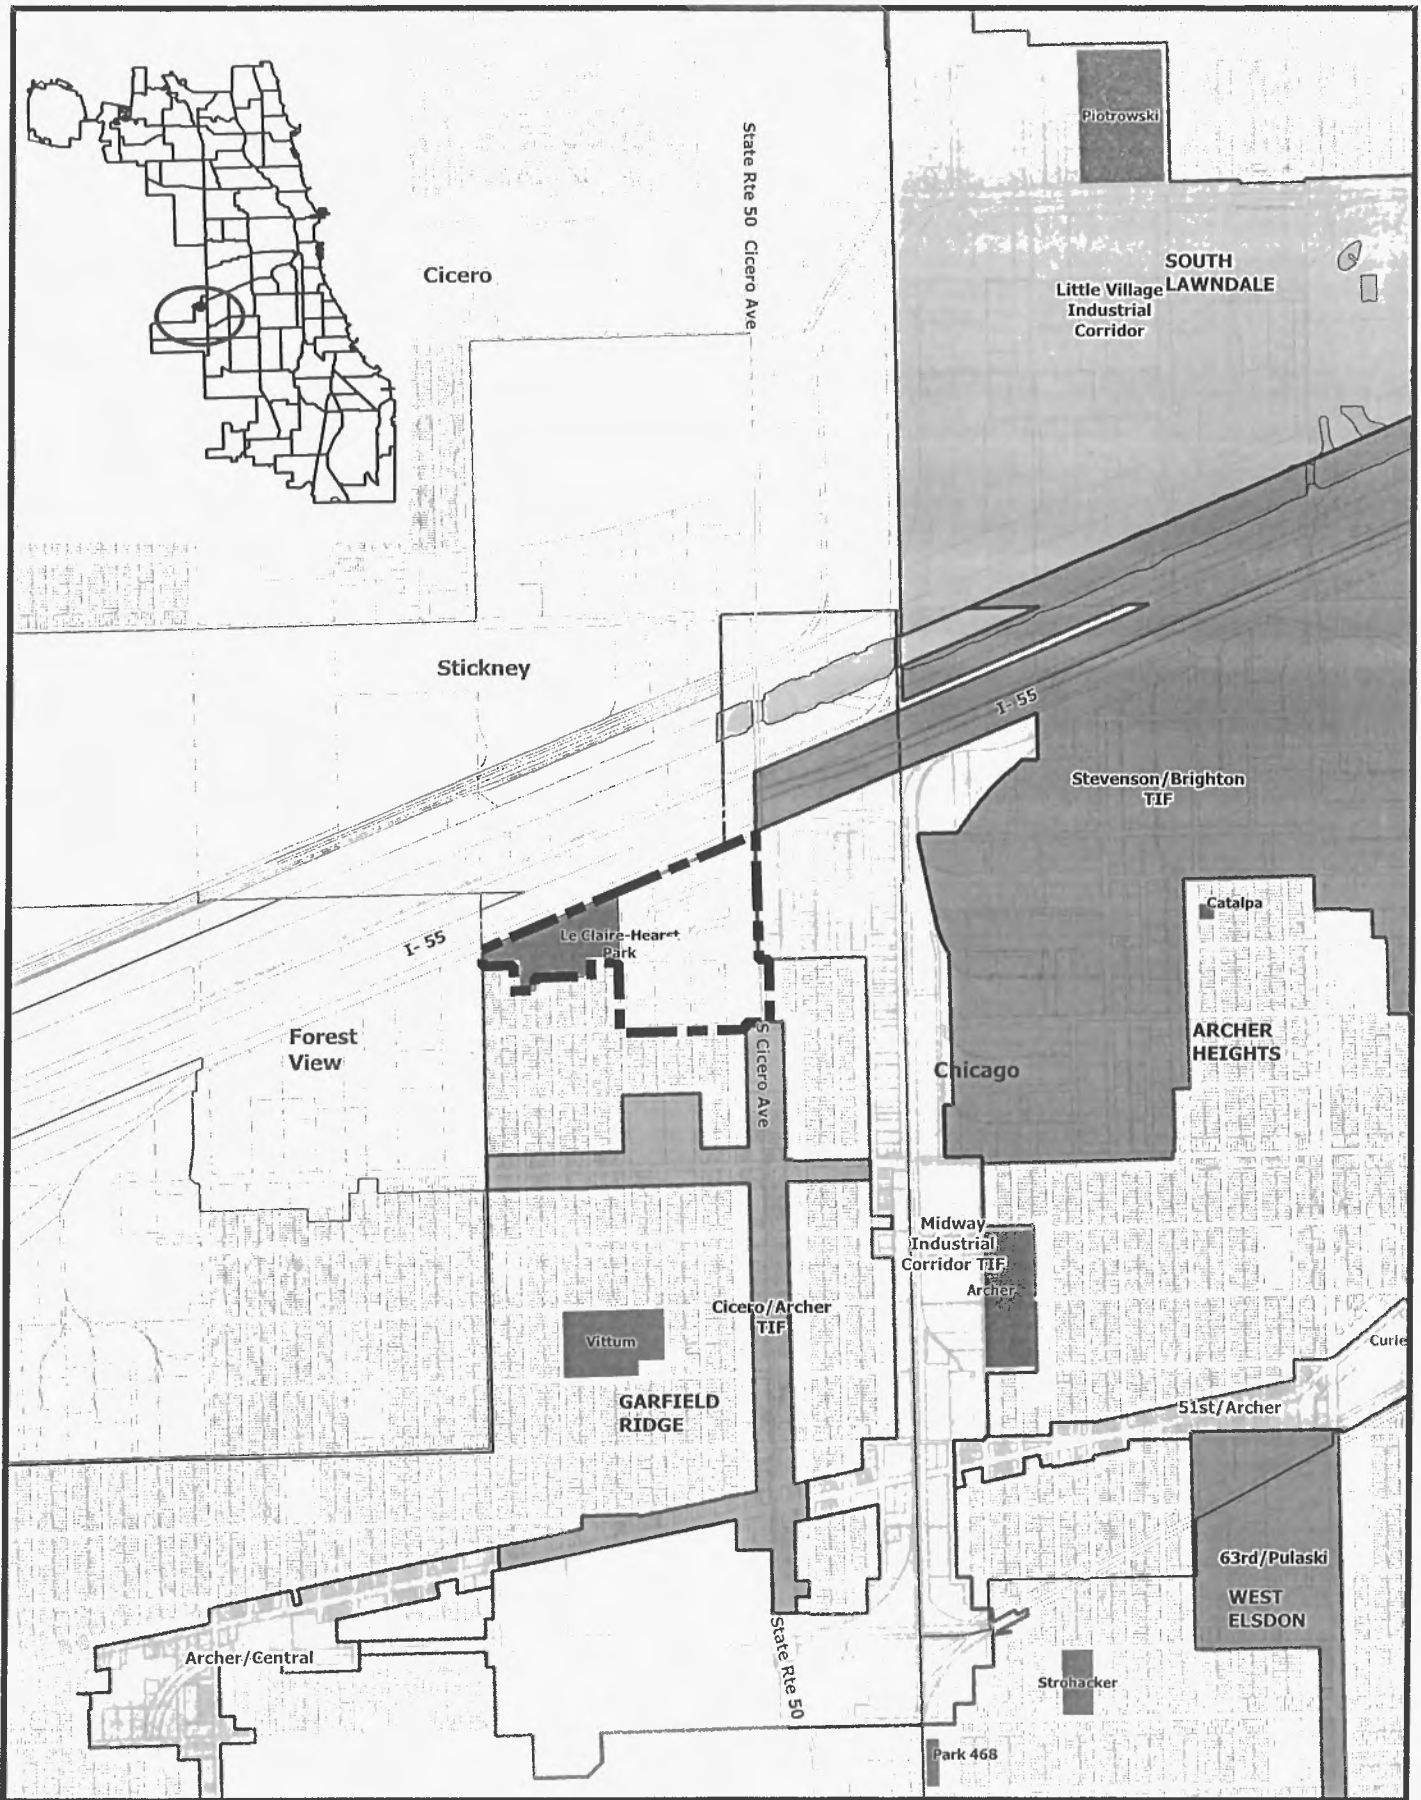 Piotrowski
State Rte 50 Cicero Ave
Cicero
SOUTH
LAWNDALE
Little Village
Industrial
Corridor
Stickney
I- 55
Stevenson/Brighton
TIF
Catalpa
Le Claire-Hearst
Park
I- 55
Forest
View
S Cicero Ave
ARCHER
HEIGHTS
Chicago
Midway
Industrial
Corridor TIF
Archer
Cicero/Archer
TIF
Vittum
Curie
GARFIELD
RIDGE
51st/Archer
63rd/Pulaski
WEST
ELSDON
Archer/Central
State Rte 50
Strohacker
Park 468